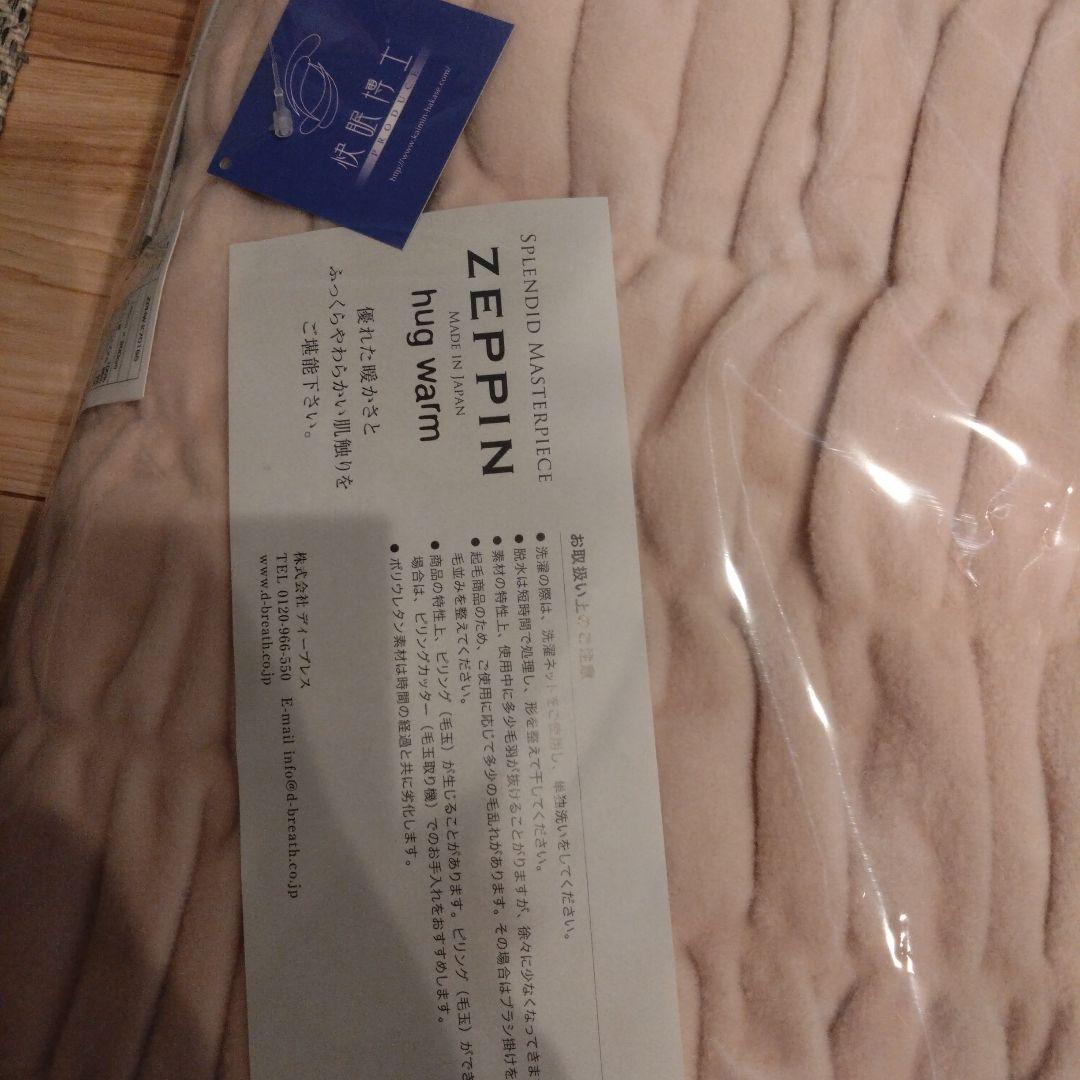 快眠博士
PRODUCE
http://www.kaimin-hakase.com/
SPLENDID MASTERPIECE
ZEPPIN
MADE IN JAPAN
hug warm
優れた暖かさと
ふっくらやわらかい肌触りを
ご堪能下さい。
お取扱い上のご注意
●洗濯の際は、洗濯ネットをご使用し、単独洗いをしてください。
●脱水は短時間で処理し、形を整えて干してください。
●素材の特性上、使用中に多少毛羽が抜けることがりますが、徐々に少なくなってきま
●起毛商品のため、ご使用に応じて多少の毛乱れがあります。その場合はブラシ掛けを
毛並みを整えてください。
●商品の特性上、ピリング（毛玉）が生じることがあります。ピリング（毛玉）ができ
場合は、ピリングカッター（毛玉取り機）でのお手入れをおすすめします。
●ポリウレタン素材は時間の経過と共に劣化します。
株式会社 ディーブレス
TEL 0120-966-550 E-mail info@d-breath.co.jp
www.d-breath.co.jp